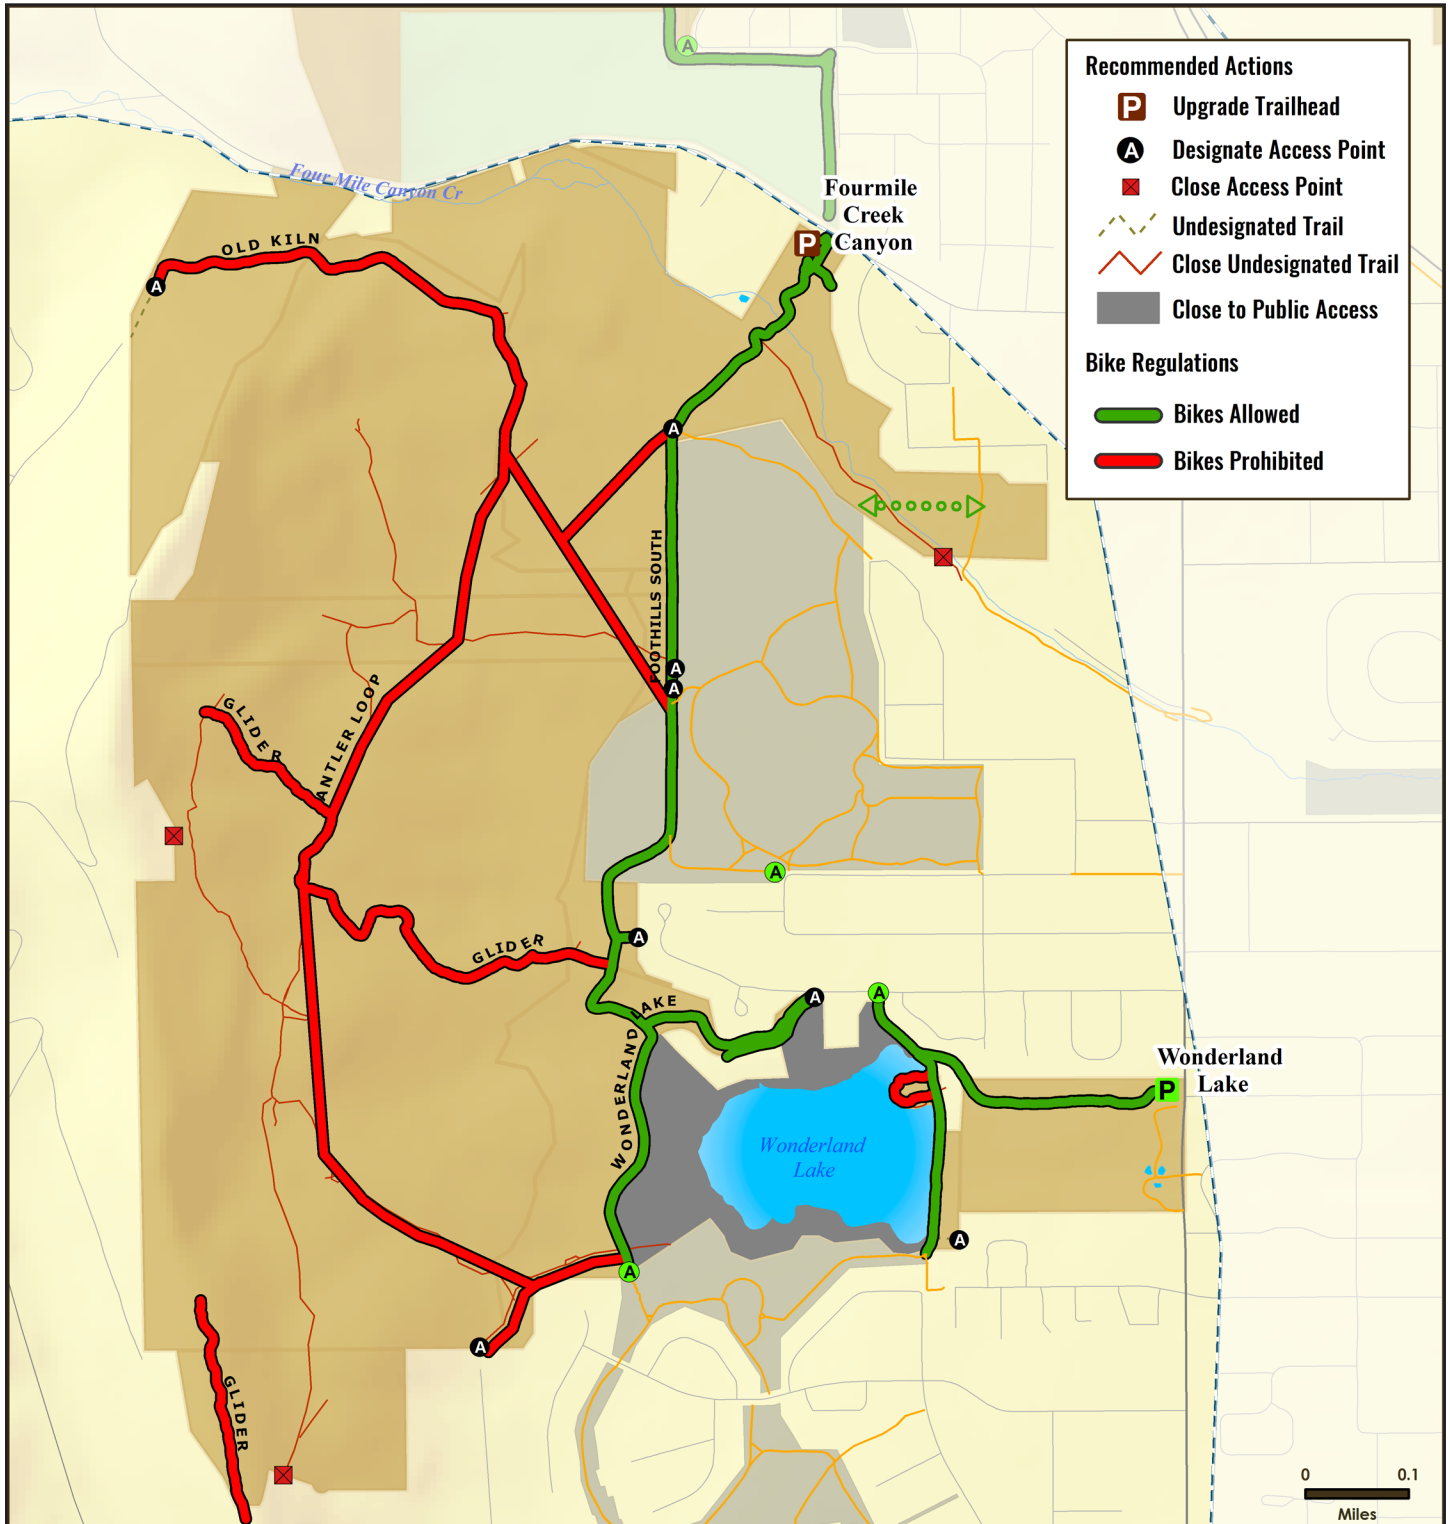 A
Recommended Actions
P Upgrade Trailhead
A Designate Access Point
Close Access Point
Undesignated Trail
Close Undesignated Trail
Close to Public Access
Bike Regulations
Bikes Allowed
Bikes Prohibited
Four Mile Canyon Cr
Fourmile
Creek
Canyon
P
OLD KILN
A
A
FOOTHILLS SOUTH
A
A
GLIDER
ANTLER LOOP
A
A
GLIDER
WONDERLAND LAKE
A
A
Wonderland
Lake
P
WONDERLAND
Wonderland
Lake
A
A
A
GLIDER
0 0.1
Miles